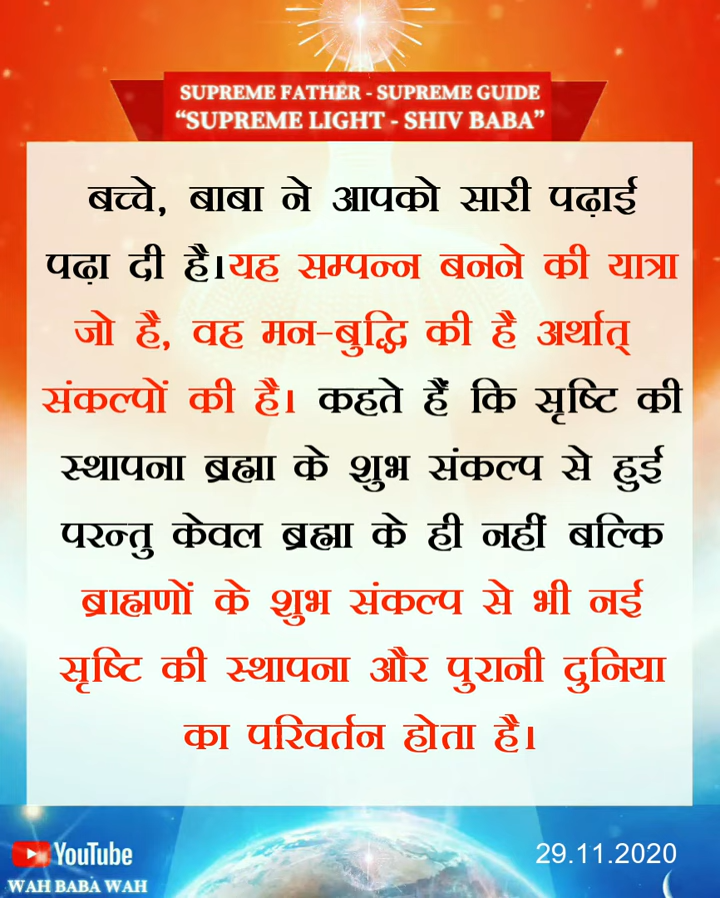 SUPREME FATHER - SUPREME GUIDE
“SUPREME LIGHT - SHIV BABA”
बच्चे, बाबा ने आपको सारी पढ़ाई
पढ़ा दी है।यह सम्पन्न बनने की यात्रा
जो है, वह मन-बुद्धि की है अर्थात्
संकल्पों की है। कहते हैं कि सृष्टि की
स्थापना ब्रह्मा के शुभ संकल्प से हुई
परन्तु केवल ब्रह्मा के ही नहीं बल्कि
ब्राह्मणों के शुभ संकल्प से भी नई
सृष्टि की स्थापना और पुरानी दुनिया
का परिवर्तन होता है।
YouTube
WAH BABA WAH
29.11.2020